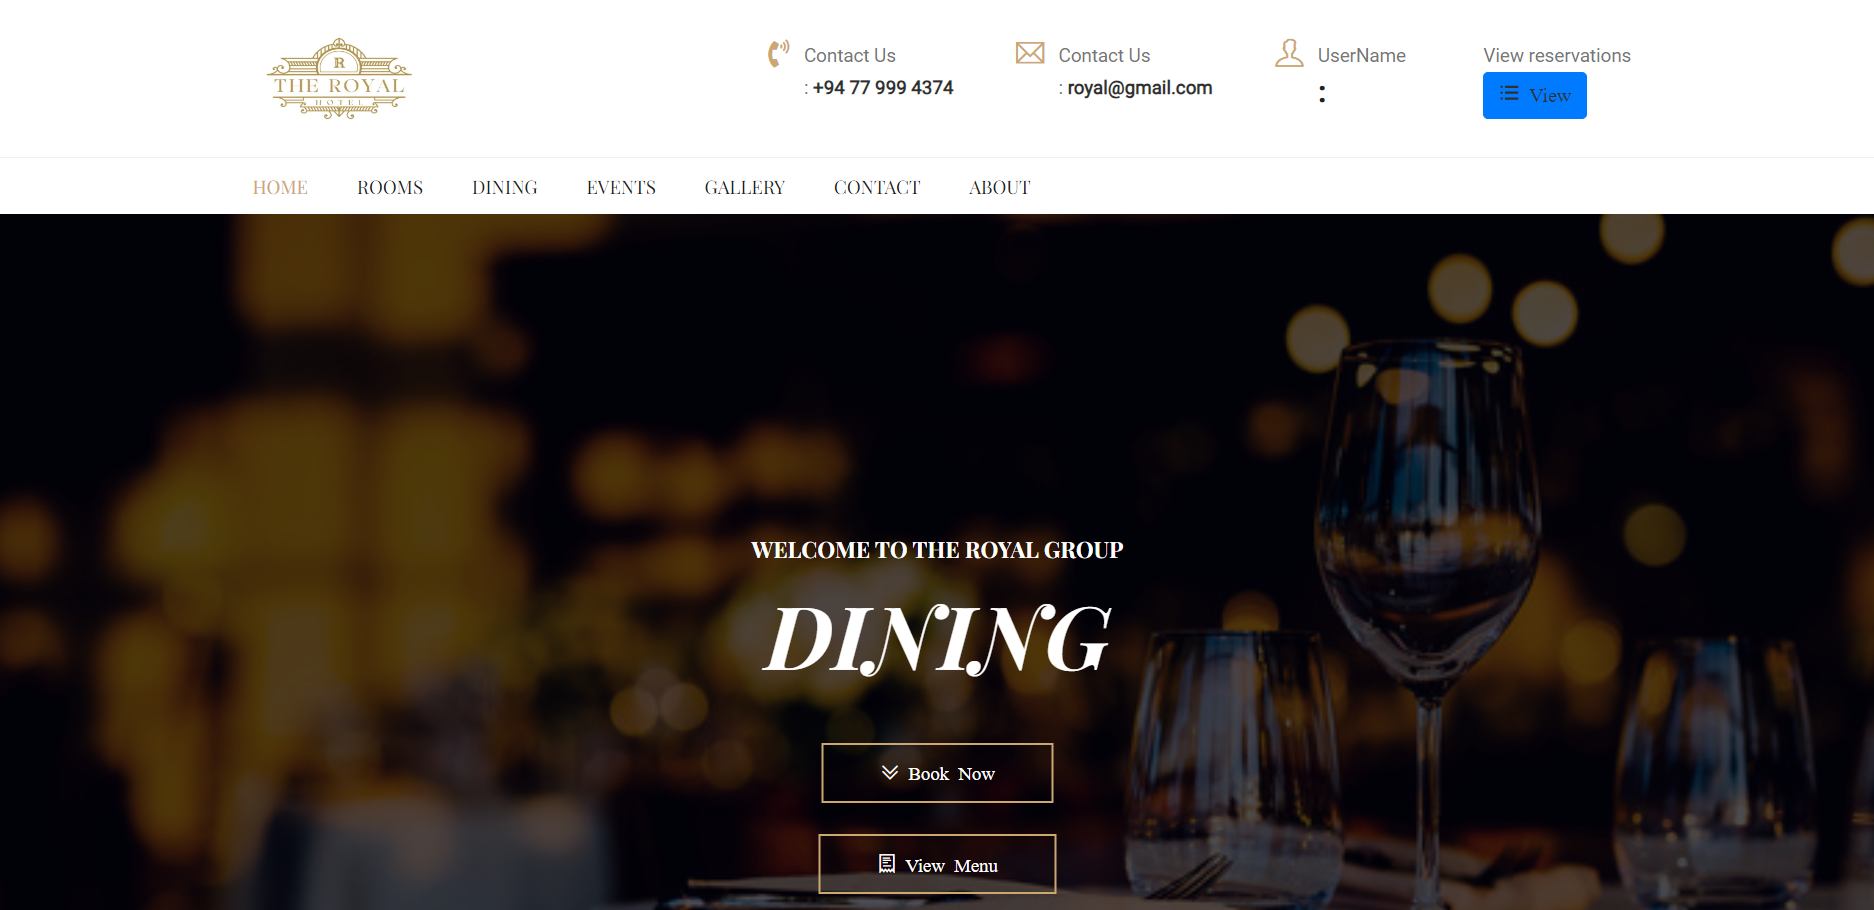 R
THE ROYAL
HOTEL
Contact Us
: +94 77 999 4374
Contact Us
: royal@gmail.com
UserName
:
View reservations
View
HOME ROOMS DINING EVENTS GALLERY CONTACT ABOUT
WELCOME TO THE ROYAL GROUP
DINING
Book Now
View Menu